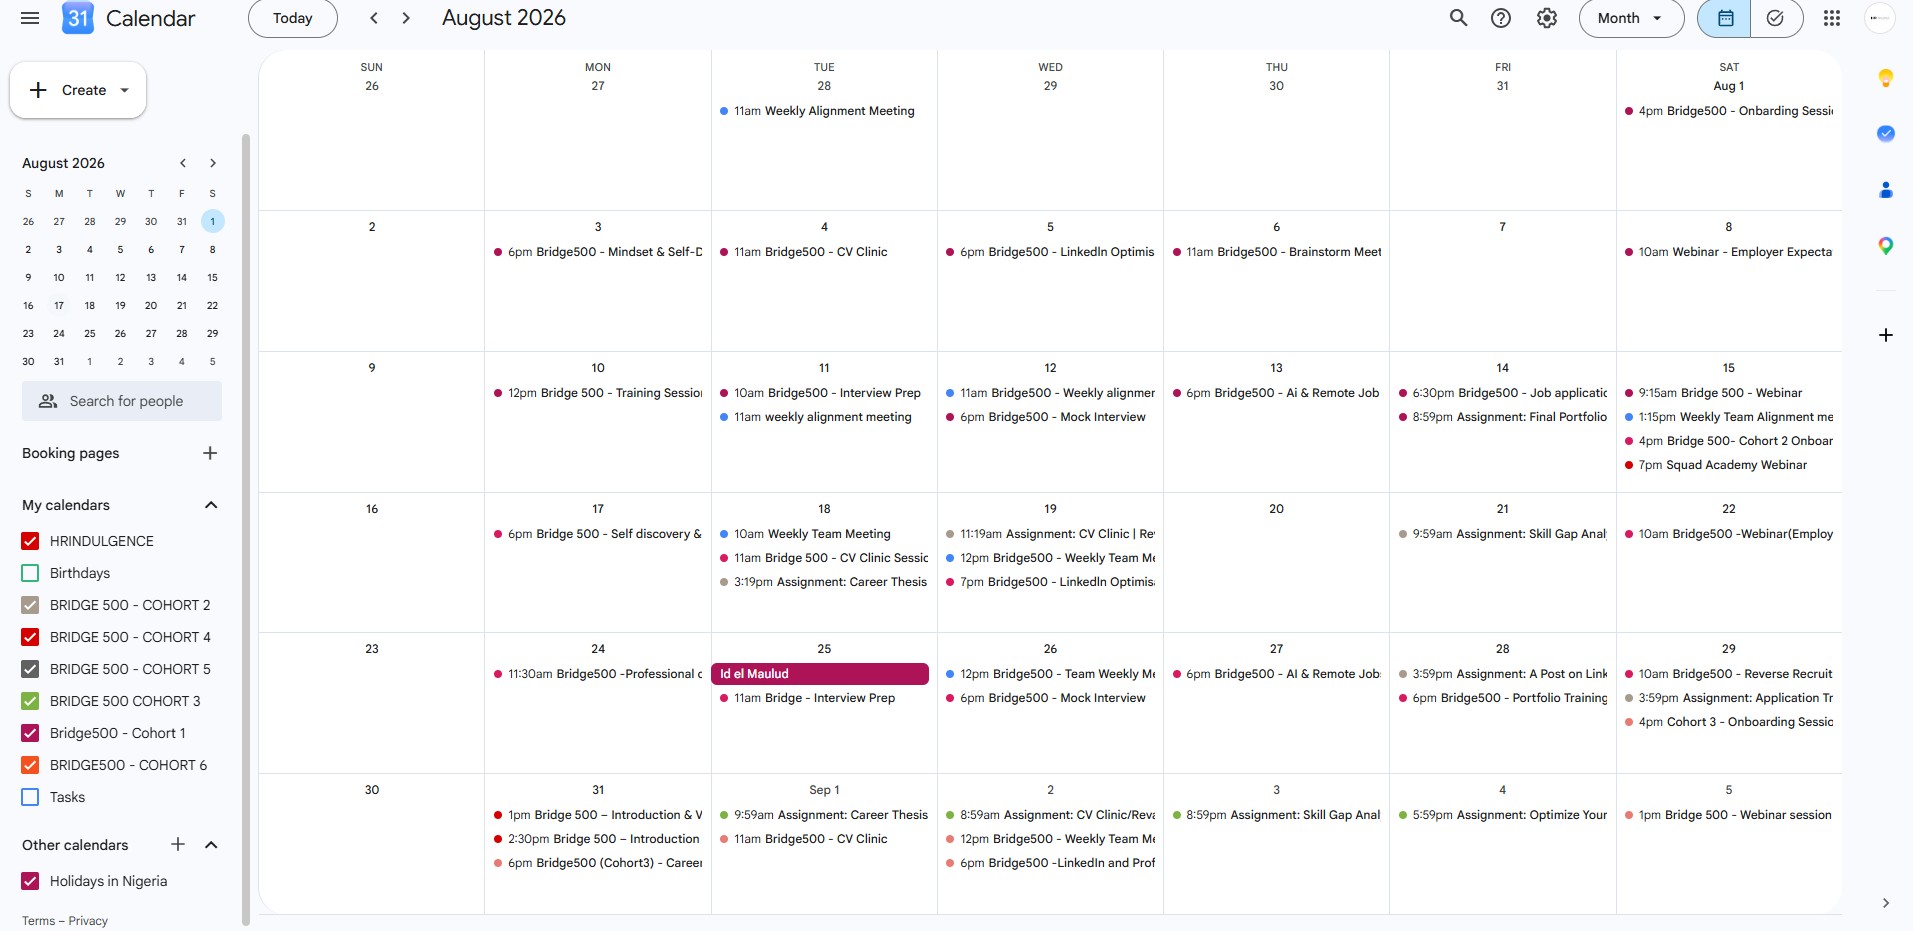 31 Calendar Today August 2026 Month
Create
August 2026
S M T W T F S
26 27 28 29 30 31 1
2 3 4 5 6 7 8
9 10 11 12 13 14 15
16 17 18 19 20 21 22
23 24 25 26 27 28 29
30 31 1 2 3 4 5
Search for people
Booking pages
My calendars
HRINDULGENCE
Birthdays
BRIDGE 500 - COHORT 2
BRIDGE 500 - COHORT 4
BRIDGE 500 - COHORT 5
BRIDGE 500 COHORT 3
Bridge500 - Cohort 1
BRIDGE500 - COHORT 6
Tasks
Other calendars
Holidays in Nigeria
Terms – Privacy
SUN MON TUE WED THU FRI SAT
26 27 28 29 30 31 Aug 1
11am Weekly Alignment Meeting
4pm Bridge500 - Onbarding Sessi
2 3 4 5 6 7 8
6pm Bridge500 - Mindset & Self-D
11am Bridge500 - CV Clinic
6pm Bridge500 - LinkedIn Optimis
11am Bridge500 - Brainstorm Meet
10am Webinar - Employer Expecta
9 10 11 12 13 14 15
12pm Bridge 500 - Training Session
10am Bridge500 - Interview Prep
11am weekly alignment meeting
11am Bridge500 - Weekly alignmer
6pm Bridge500 - Mock Interview
6pm Bridge500 - Ai & Remote Job
6:30pm Bridge500 - Job applicatic
8:59pm Assignment: Final Portfolio
9:15am Bridge 500 - Webinar
1:15pm Weekly Team Alignment me
4pm Bridge 500- Cohort 2 Onboar
7pm Squad Academy Webinar
16 17 18 19 20 21 22
6pm Bridge 500 - Self discovery &
10am Weekly Team Meeting
11am Bridge 500 - CV Clinic Sessic
3:19pm Assignment: Career Thesis
11:19am Assignment: CV Clinic | Re
12pm Bridge500 - Weekly Team Me
7pm Bridge500 - LinkedIn Optimis
9:59am Assignment: Skill Gap Anal
10am Bridge500 -Webinar(Employ
23 24 25 26 27 28 29
11:30am Bridge500 -Professional c
Id el Maulud
11am Bridge - Interview Prep
12pm Bridge500 - Team Weekly Me
6pm Bridge500 - Mock Interview
6pm Bridge500 - AI & Remote Job
3:59pm Assignment: A Post on Link
6pm Bridge500 - Portfolio Training
10am Bridge500 - Reverse Recruit
3:59pm Assignment: Application Tr
4pm Cohort 3 - Onboarding Sessio
30 31 Sep 1 2 3 4 5
1pm Bridge 500 – Introduction & V
2:30pm Bridge 500 – Introduction
6pm Bridge500 (Cohort3) - Career
9:59am Assignment: Career Thesis
11am Bridge500 - CV Clinic
8:59am Assignment: CV Clinic/Reva
12pm Bridge500 - Weekly Team Me
6pm Bridge500 -LinkedIn and Prof
8:59pm Assignment: Skill Gap Anal
5:59pm Assignment: Optimize Your
1pm Bridge 500 - Webinar session